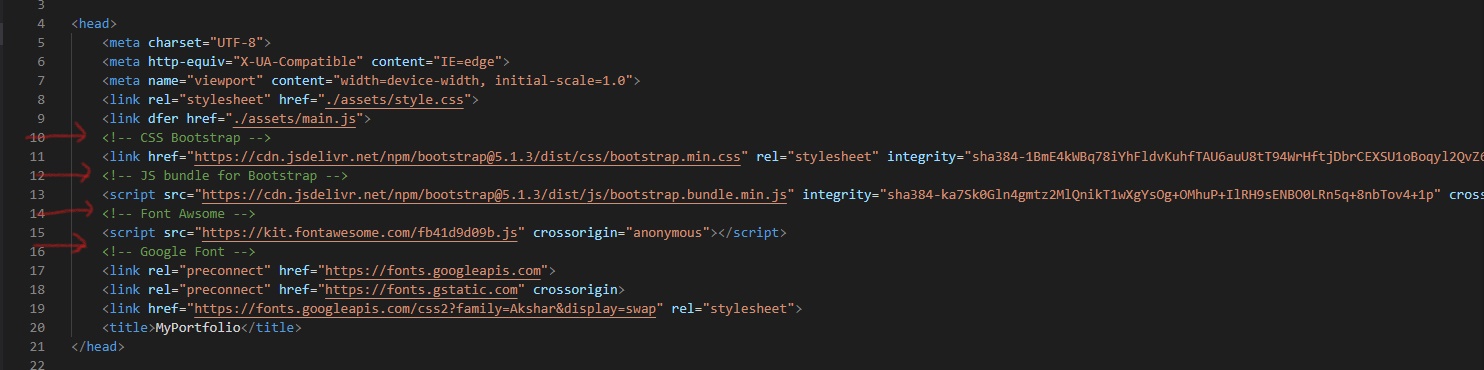 3
4 <head>
5 <meta charset="UTF-8">
6 <meta http-equiv="X-UA-Compatible" content="IE=edge">
7 <meta name="viewport" content="width=device-width, initial-scale=1.0">
8 <link rel="stylesheet" href="./assets/style.css">
9 <link dfer href="./assets/main.js">
10 <!-- CSS Bootstrap -->
11 <link href="https://cdn.jsdelivr.net/npm/bootstrap@5.1.3/dist/css/bootstrap.min.css" rel="stylesheet" integrity="sha384-1BmE4kWBq78iYhFldvKuhfTAU6auU8tT94WrHftjDbrCEXSU1oBoqyl2QvZ6
12 <!-- JS bundle for Bootstrap -->
13 <script src="https://cdn.jsdelivr.net/npm/bootstrap@5.1.3/dist/js/bootstrap.bundle.min.js" integrity="sha384-ka7Sk0Gln4gmtz2MlQnikT1wXgYsOg+OMhuP+IlRH9sENBO0LRn5q+8nbTov4+1p" cross
14 <!-- Font Awsome -->
15 <script src="https://kit.fontawesome.com/fb41d9d09b.js" crossorigin="anonymous"></script>
16 <!-- Google Font -->
17 <link rel="preconnect" href="https://fonts.googleapis.com">
18 <link rel="preconnect" href="https://fonts.gstatic.com" crossorigin>
19 <link href="https://fonts.googleapis.com/css2?family=Akshar&display=swap" rel="stylesheet">
20 <title>MyPortfolio</title>
21 </head>
22